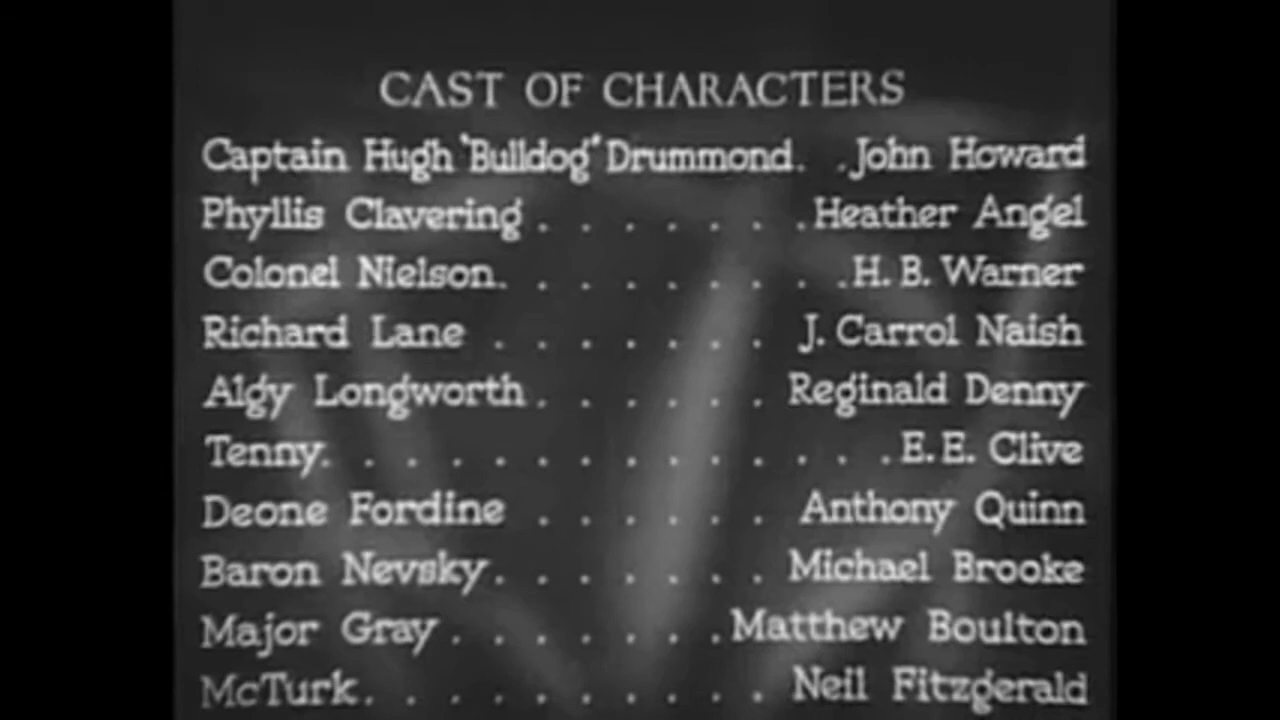 CAST OF CHARACTERS
Captain Hugh "Bulldog" Drummond. . John Howard
Phyllis Clavering . . . . . . . Heather Angel
Colonel Nielson. . . . . . . . . H. B. Warner
Richard Lane . . . . . . . J. Carrol Naish
Algy Longworth . . . . . . Reginald Denny
Tenny. . . . . . . . . . . . . . E. E. Clive
Deone Fordine . . . . . . Anthony Quinn
Baron Nevsky . . . . . . . Michael Brooke
Major Gray . . . . . . . Matthew Boulton
McTurk. . . . . . . . . . Neil Fitzgerald